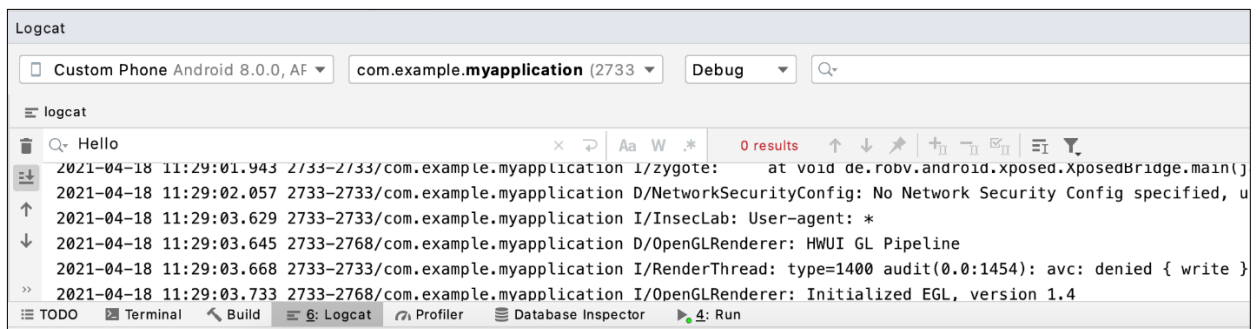 Logcat
Custom Phone Android 8.0.0, AF com.example.myapplication (2733 Debug
logcat
Hello Aa W .* 0 results
2021-04-18 11:29:01.943 2733-2733/com.example.myapplication I/zygote:     at void de.robv.android.xposed.XposedBridge.main(j
2021-04-18 11:29:02.057 2733-2733/com.example.myapplication D/NetworkSecurityConfig: No Network Security Config specified, u
2021-04-18 11:29:03.629 2733-2733/com.example.myapplication I/InsecLab: User-agent: *
2021-04-18 11:29:03.645 2733-2768/com.example.myapplication D/OpenGLRenderer: HWUI GL Pipeline
2021-04-18 11:29:03.668 2733-2733/com.example.myapplication I/RenderThread: type=1400 audit(0.0:1454): avc: denied { write }
2021-04-18 11:29:03.733 2733-2768/com.example.myapplication I/OpenGLRenderer: Initialized EGL, version 1.4
TODO Terminal Build 6: Logcat Profiler Database Inspector 4: Run